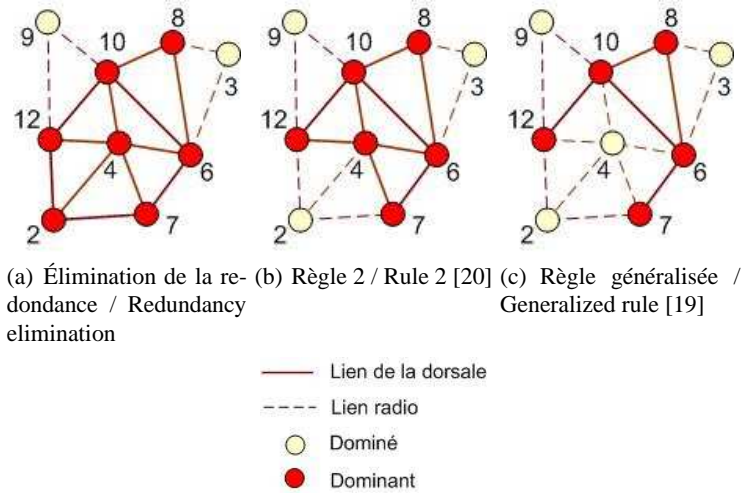 8
9
10
3
12
4
6
2
7
8
9
10
3
12
4
6
2
7
8
9
10
3
12
4
6
2
7
(a) Élimination de la re-
dondance / Redundancy
elimination
(b) Règle 2 / Rule 2 [20]
(c) Règle généralisée /
Generalized rule [19]
Lien de la dorsale
Lien radio
Dominé
Dominant